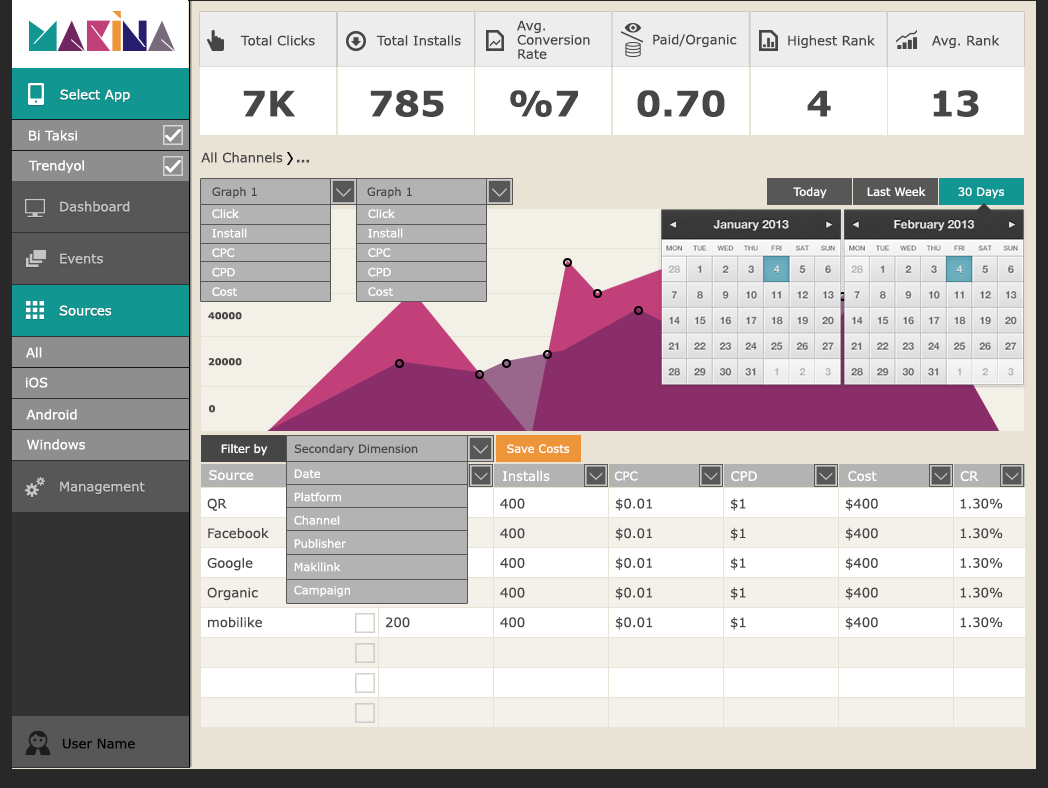 MAKINA
Total Clicks
Total Installs
Avg.
Conversion
Rate
Paid/Organic
Highest Rank
Avg. Rank
7K
785
%7
0.70
4
13
Select App
Bi Taksi
Trendyol
Dashboard
Events
Sources
All
iOS
Android
Windows
Management
User Name
All Channels ❯...
Graph 1
Click
Install
CPC
CPD
Cost
Graph 1
Click
Install
CPC
CPD
Cost
Today
Last Week
30 Days
January 2013
MON TUE WED THU FRI SAT SUN
28 1 2 3 4 5 6
7 8 9 10 11 12 13
14 15 16 17 18 19 20
21 22 23 24 25 26 27
28 29 30 31 1 2 3
February 2013
MON TUE WED THU FRI SAT SUN
28 1 2 3 4 5 6
7 8 9 10 11 12 13
14 15 16 17 18 19 20
21 22 23 24 25 26 27
28 29 30 31 1 2 3
40000
20000
0
Filter by
Secondary Dimension
Date
Platform
Channel
Publisher
Makilink
Campaign
Save Costs
Source Installs CPC CPD Cost CR
QR 400 $0.01 $1 $400 1.30%
Facebook 400 $0.01 $1 $400 1.30%
Google 400 $0.01 $1 $400 1.30%
Organic 400 $0.01 $1 $400 1.30%
mobilike 200 400 $0.01 $1 $400 1.30%